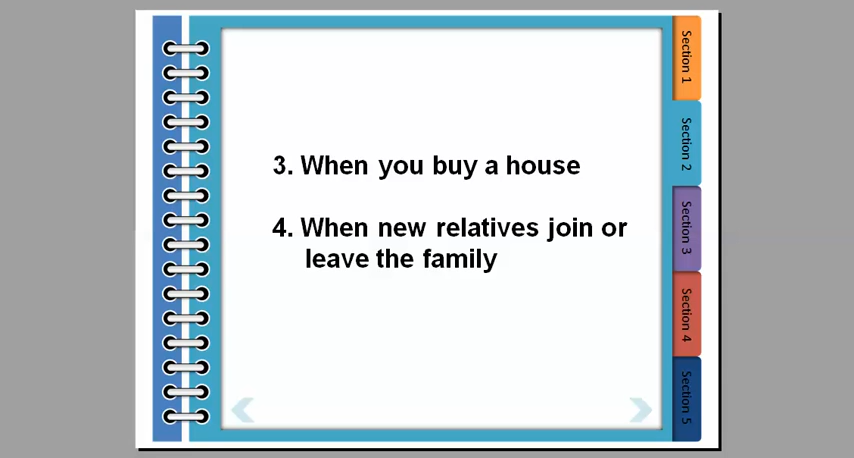 3. When you buy a house
4. When new relatives join or
leave the family
Section 1
Section 2
Section 3
Section 4
Section 5